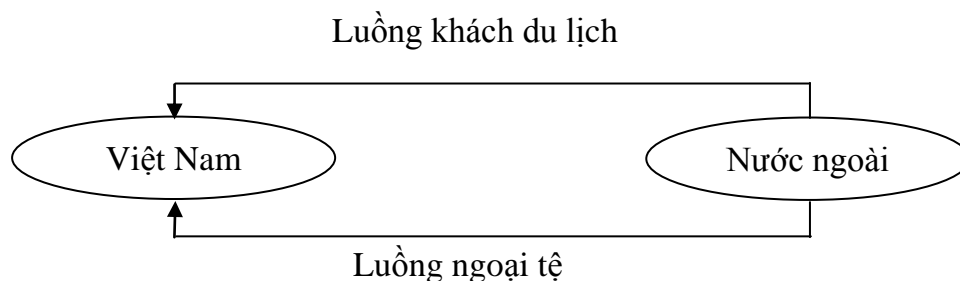 Luồng khách du lịch
Việt Nam
Nước ngoài
Luồng ngoại tệ